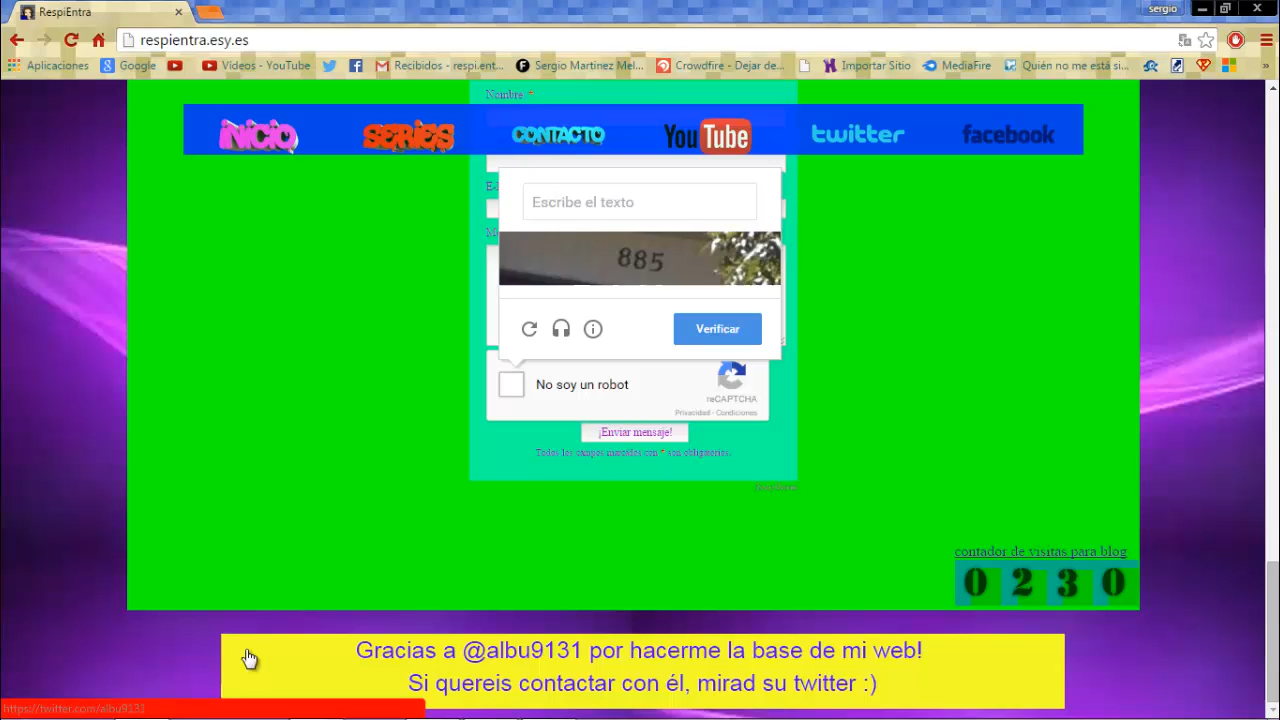 RespiEntra
sergio
respientra.esy.es
Aplicaciones Google Vídeos - YouTube Recibidos - respi.ent... Sergio Martinez Mel... Crowdfire - Dejar de... Importar Sitio MediaFire Quién no me está si... »
Nombre *
INICIO SERIES CONTACTO YouTube twitter facebook
Escribe el texto
885
Verificar
No soy un robot
reCAPTCHA
Privacidad - Condiciones
¡Enviar mensaje!
Todos los campos marcados con * son obligatorios.
contador de visitas para blog
0230
Gracias a @albu9131 por hacerme la base de mi web!
Si quereis contactar con él, mirad su twitter :)
https://twitter.com/albu9131